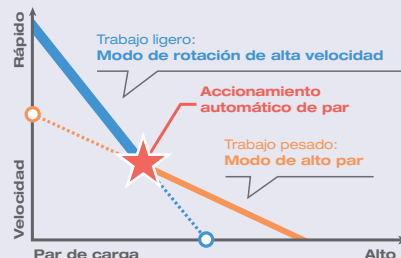 Rápido
Velocidad
Trabajo ligero:
Modo de rotación de alta velocidad
Accionamiento
automático de par
Trabajo pesado:
Modo de alto par
Par de carga
Alto